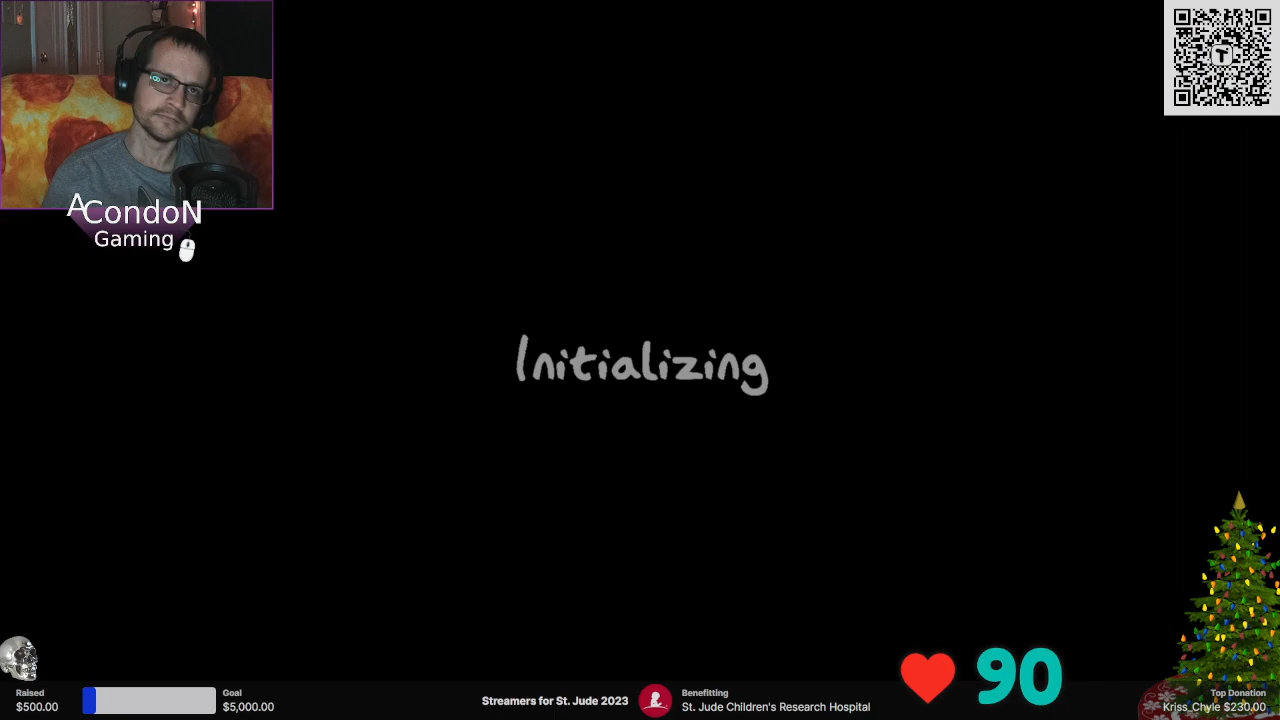 ACondoN
Gaming
Initializing
90
Raised
$500.00
Goal
$5,000.00
Streamers for St. Jude 2023
Benefitting
St. Jude Children's Research Hospital
Top Donation
Kriss_Chyle $230.00